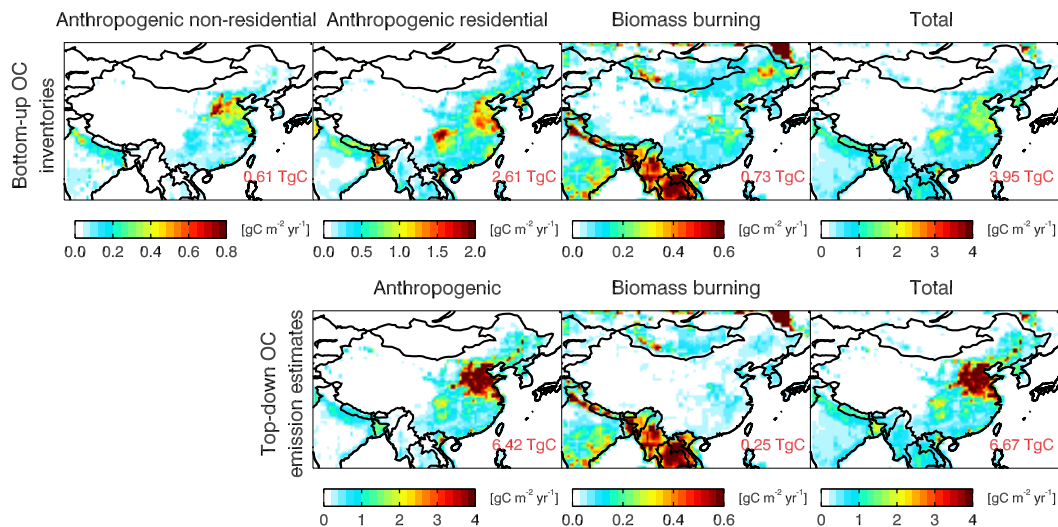 Anthropogenic non-residential
Anthropogenic residential
Biomass burning
Total
Bottom-up OC
inventories
0.61 TgC
2.61 TgC
0.73 TgC
3.95 TgC
[gC m⁻² yr⁻¹]
0.0 0.2 0.4 0.6 0.8
[gC m⁻² yr⁻¹]
0.0 0.5 1.0 1.5 2.0
[gC m⁻² yr⁻¹]
0.0 0.2 0.4 0.6
[gC m⁻² yr⁻¹]
0 1 2 3 4
Anthropogenic
Biomass burning
Total
Top-down OC
emission estimates
6.42 TgC
0.25 TgC
6.67 TgC
[gC m⁻² yr⁻¹]
0 1 2 3 4
[gC m⁻² yr⁻¹]
0.0 0.2 0.4 0.6
[gC m⁻² yr⁻¹]
0 1 2 3 4